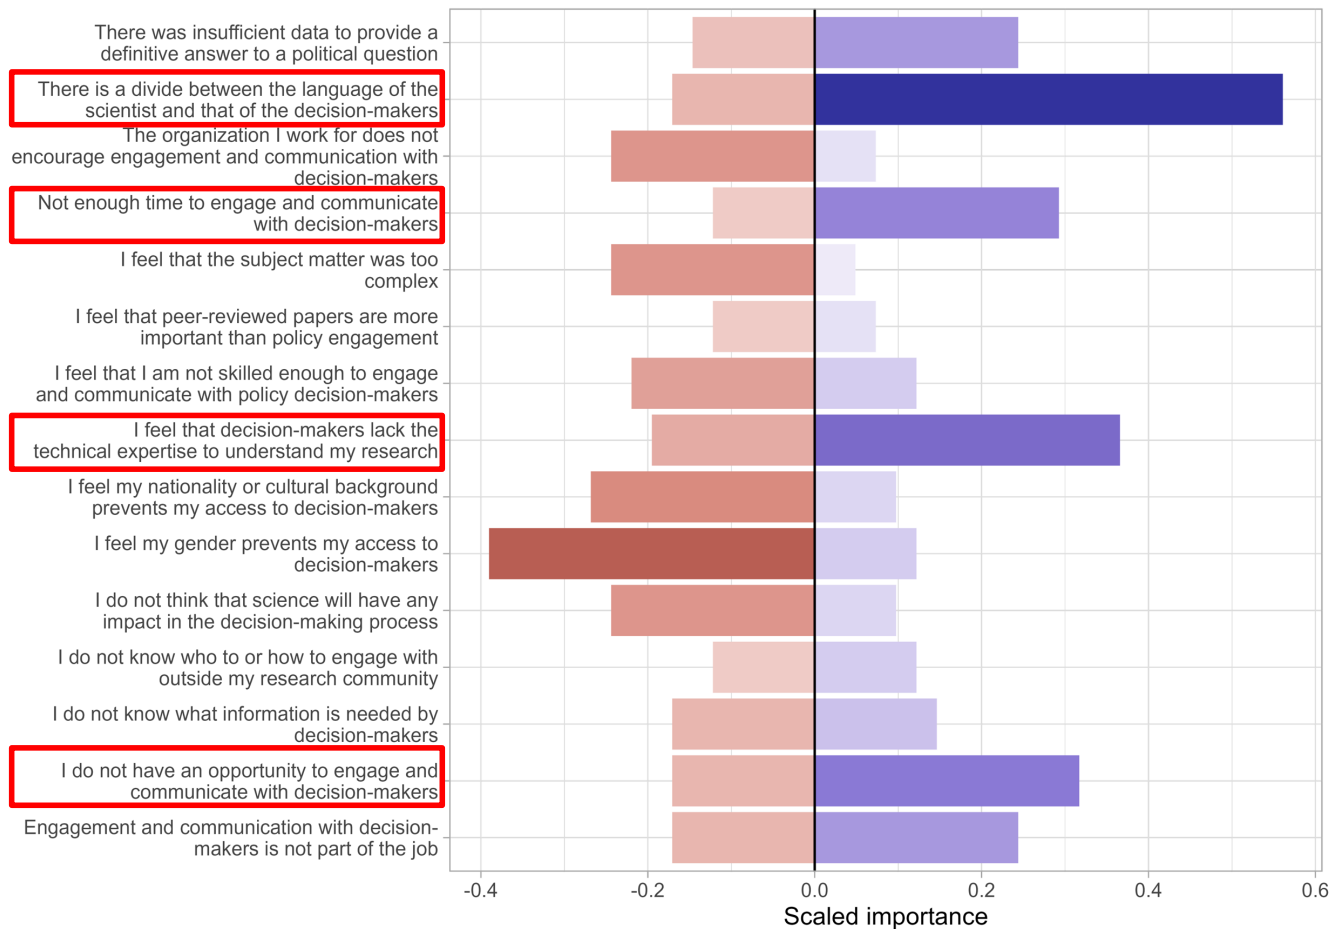 There was insufficient data to provide a
definitive answer to a political question
There is a divide between the language of the
scientist and that of the decision-makers
The organization I work for does not
encourage engagement and communication with
decision-makers
Not enough time to engage and communicate
with decision-makers
I feel that the subject matter was too
complex
I feel that peer-reviewed papers are more
important than policy engagement
I feel that I am not skilled enough to engage
and communicate with policy decision-makers
I feel that decision-makers lack the
technical expertise to understand my research
I feel my nationality or cultural background
prevents my access to decision-makers
I feel my gender prevents my access to
decision-makers
I do not think that science will have any
impact in the decision-making process
I do not know who to or how to engage with
outside my research community
I do not know what information is needed by
decision-makers
I do not have an opportunity to engage and
communicate with decision-makers
Engagement and communication with decision-
makers is not part of the job
-0.4 -0.2 0.0 0.2 0.4 0.6
Scaled importance